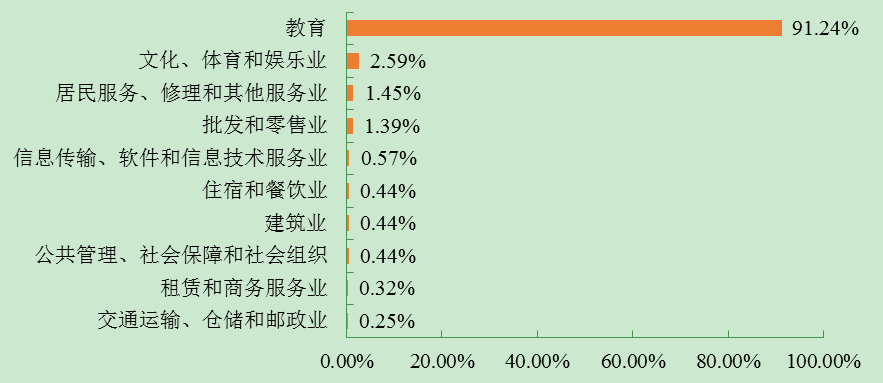 教育 91.24%
文化、体育和娱乐业 2.59%
居民服务、修理和其他服务业 1.45%
批发和零售业 1.39%
信息传输、软件和信息技术服务业 0.57%
住宿和餐饮业 0.44%
建筑业 0.44%
公共管理、社会保障和社会组织 0.44%
租赁和商务服务业 0.32%
交通运输、仓储和邮政业 0.25%
0.00% 20.00% 40.00% 60.00% 80.00% 100.00%